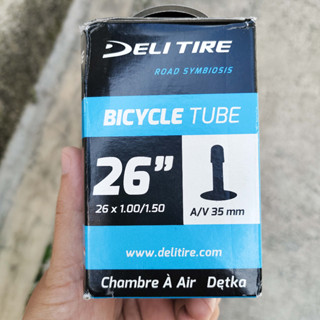 DELI TIRE
ROAD SYMBIOSIS
BICYCLE TUBE
26”
26 x 1.00/1.50
A/V 35 mm
www.delitire.com
Chambre À Air Dętka